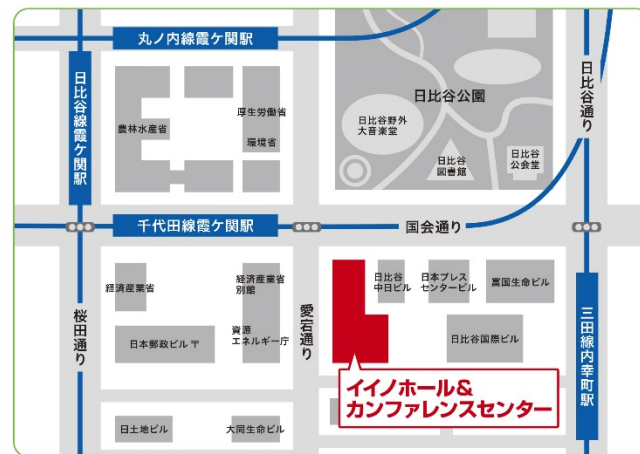 丸ノ内線霞ケ関駅
日比谷線霞ケ関駅
農林水産省
厚生労働省
環境省
日比谷公園
日比谷野外
大音楽堂
日比谷
図書館
日比谷
公会堂
日比谷通り
千代田線霞ケ関駅
国会通り
経済産業省
経済産業省
別館
日本郵政ビル〒
資源
エネルギー庁
桜田通り
愛宕通り
日比谷
中日ビル
日本プレス
センタービル
富国生命ビル
日比谷国際ビル
三田線内幸町駅
イイノホール&
カンファレンスセンター
日土地ビル
大同生命ビル